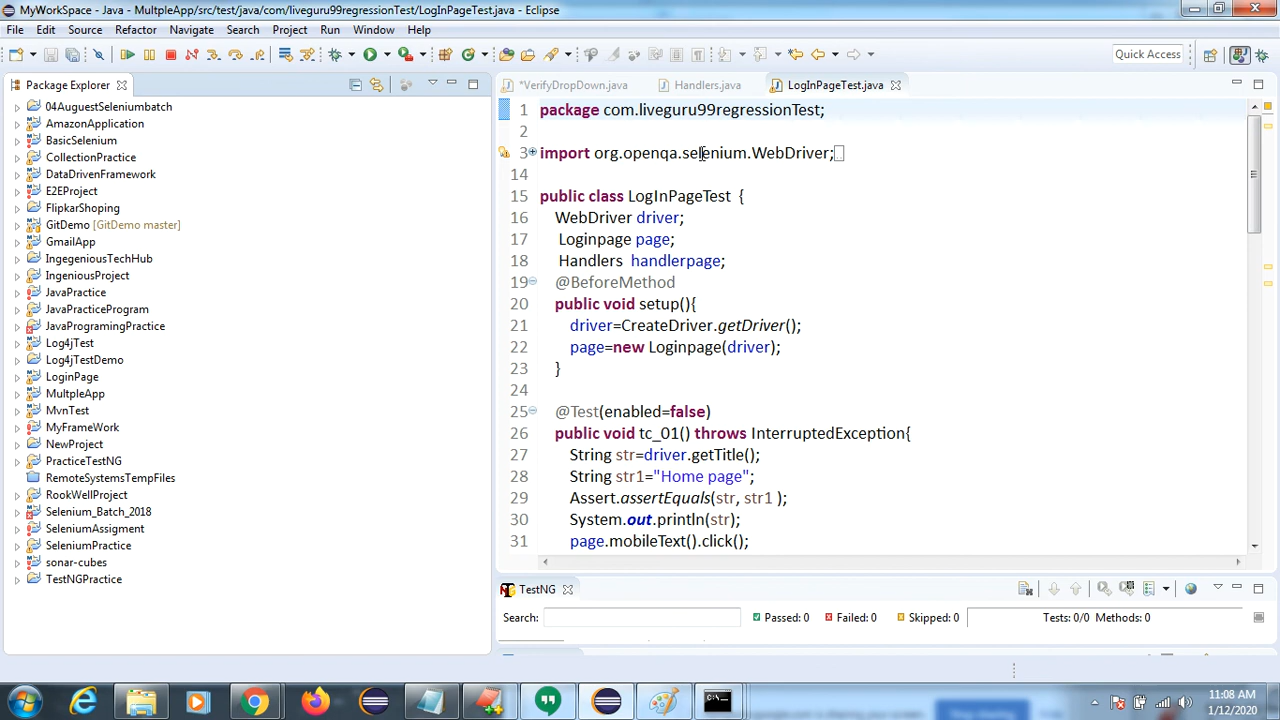 MyWorkSpace - Java - MultpleApp/src/test/java/com/liveguru99regressionTest/LogInPageTest.java - Eclipse
File Edit Source Refactor Navigate Search Project Run Window Help
Quick Access
Package Explorer
04AuguestSeleniumbatch
AmazonApplication
BasicSelenium
CollectionPractice
DataDrivenFramework
E2EProject
FlipkarShoping
GitDemo [GitDemo master]
GmailApp
IngegeniousTechHub
IngeniousProject
JavaPractice
JavaPracticeProgram
JavaProgramingPractice
Log4jTest
Log4jTestDemo
LoginPage
MultpleApp
MvnTest
MyFrameWork
NewProject
PracticeTestNG
RemoteSystemsTempFiles
RookWellProject
Selenium_Batch_2018
SeleniumAssigment
SeleniumPractice
sonar-cubes
TestNGPractice
*VerifyDropDown.java Handlers.java LogInPageTest.java
1 package com.liveguru99regressionTest;
2
3 import org.openqa.selenium.WebDriver;
14
15 public class LogInPageTest {
16 WebDriver driver;
17 Loginpage page;
18 Handlers handlerpage;
19 @BeforeMethod
20 public void setup(){
21 driver=CreateDriver.getDriver();
22 page=new Loginpage(driver);
23 }
24
25 @Test(enabled=false)
26 public void tc_01() throws InterruptedException{
27 String str=driver.getTitle();
28 String str1="Home page";
29 Assert.assertEquals(str, str1 );
30 System.out.println(str);
31 page.mobileText().click();
TestNG
Search: Passed: 0 Failed: 0 Skipped: 0 Tests: 0/0 Methods: 0
11:08 AM
1/12/2020